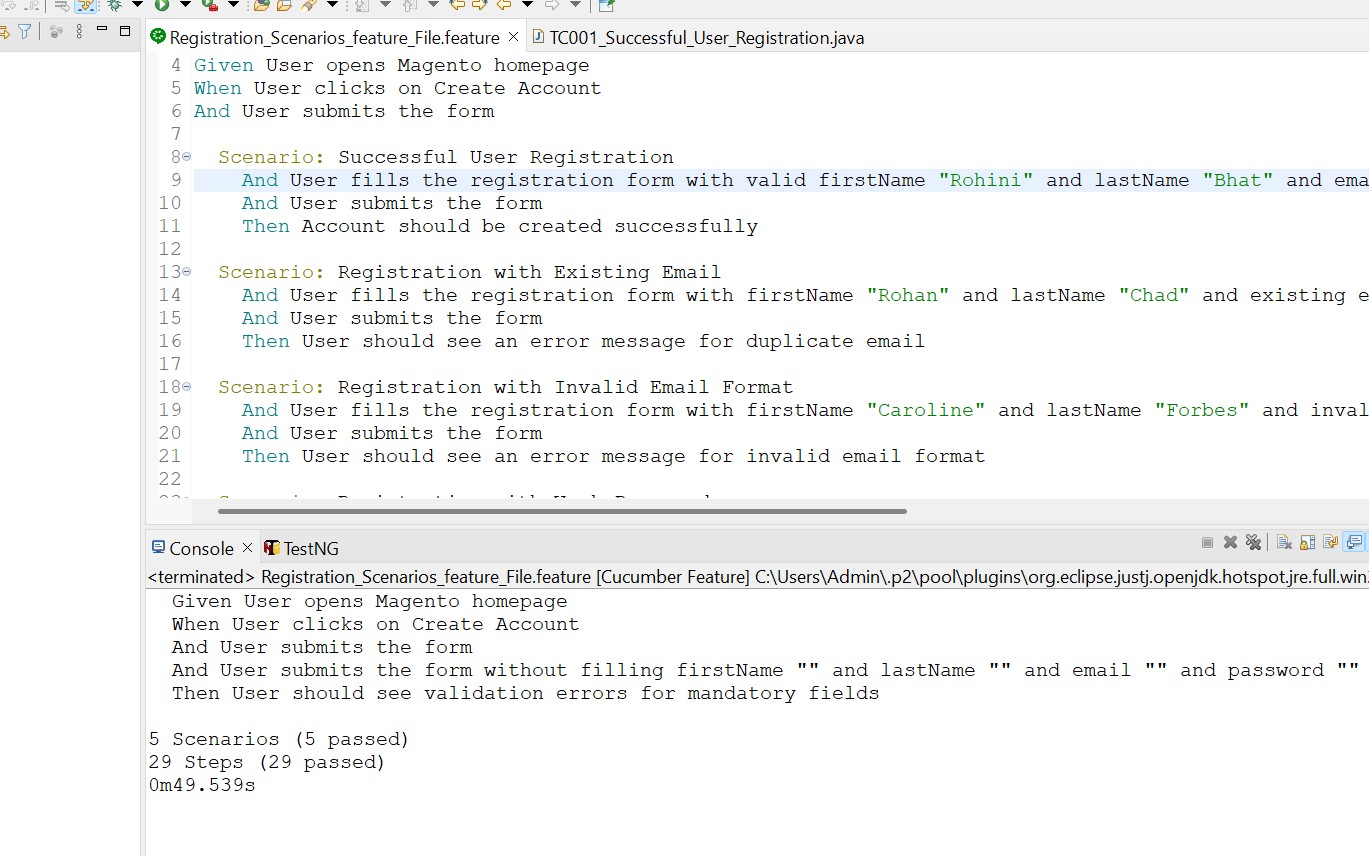 Registration_Scenarios_feature_File.feature
TC001_Successful_User_Registration.java
4 Given User opens Magento homepage
5 When User clicks on Create Account
6 And User submits the form
7
8 Scenario: Successful User Registration
9 And User fills the registration form with valid firstName "Rohini" and lastName "Bhat" and ema
10 And User submits the form
11 Then Account should be created successfully
12
13 Scenario: Registration with Existing Email
14 And User fills the registration form with firstName "Rohan" and lastName "Chad" and existing e
15 And User submits the form
16 Then User should see an error message for duplicate email
17
18 Scenario: Registration with Invalid Email Format
19 And User fills the registration form with firstName "Caroline" and lastName "Forbes" and inval
20 And User submits the form
21 Then User should see an error message for invalid email format
22
Console
TestNG
<terminated> Registration_Scenarios_feature_File.feature [Cucumber Feature] C:\Users\Admin\.p2\pool\plugins\org.eclipse.justj.openjdk.hotspot.jre.full.win
Given User opens Magento homepage
When User clicks on Create Account
And User submits the form
And User submits the form without filling firstName "" and lastName "" and email "" and password ""
Then User should see validation errors for mandatory fields
5 Scenarios (5 passed)
29 Steps (29 passed)
0m49.539s